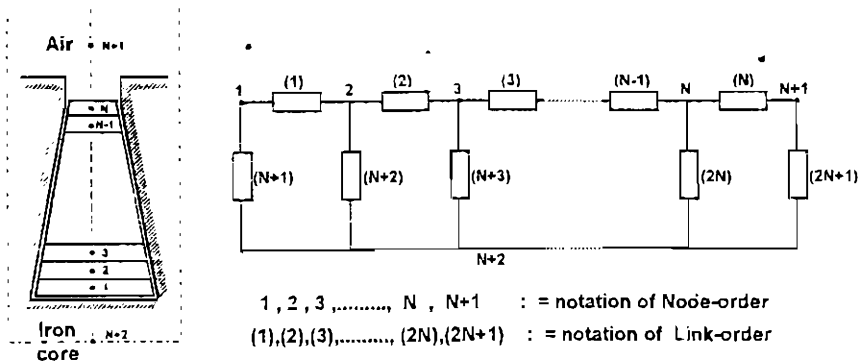 Air
N+1
N
N-1
3
2
1
Iron
core
N+2
(1) (2) (3) (N-1) (N)
1 2 3 N N+1
(N+1) (N+2) (N+3) (2N) (2N+1)
N+2
1 , 2 , 3 ,........., N , N+1 : = notation of Node-order
(1),(2),(3),........., (2N),(2N+1) : = notation of Link-order